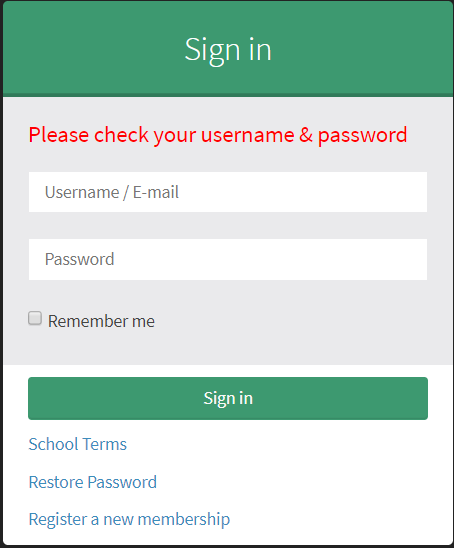 Sign in
Please check your username & password
Username / E-mail
Password
Remember me
Sign in
School Terms
Restore Password
Register a new membership